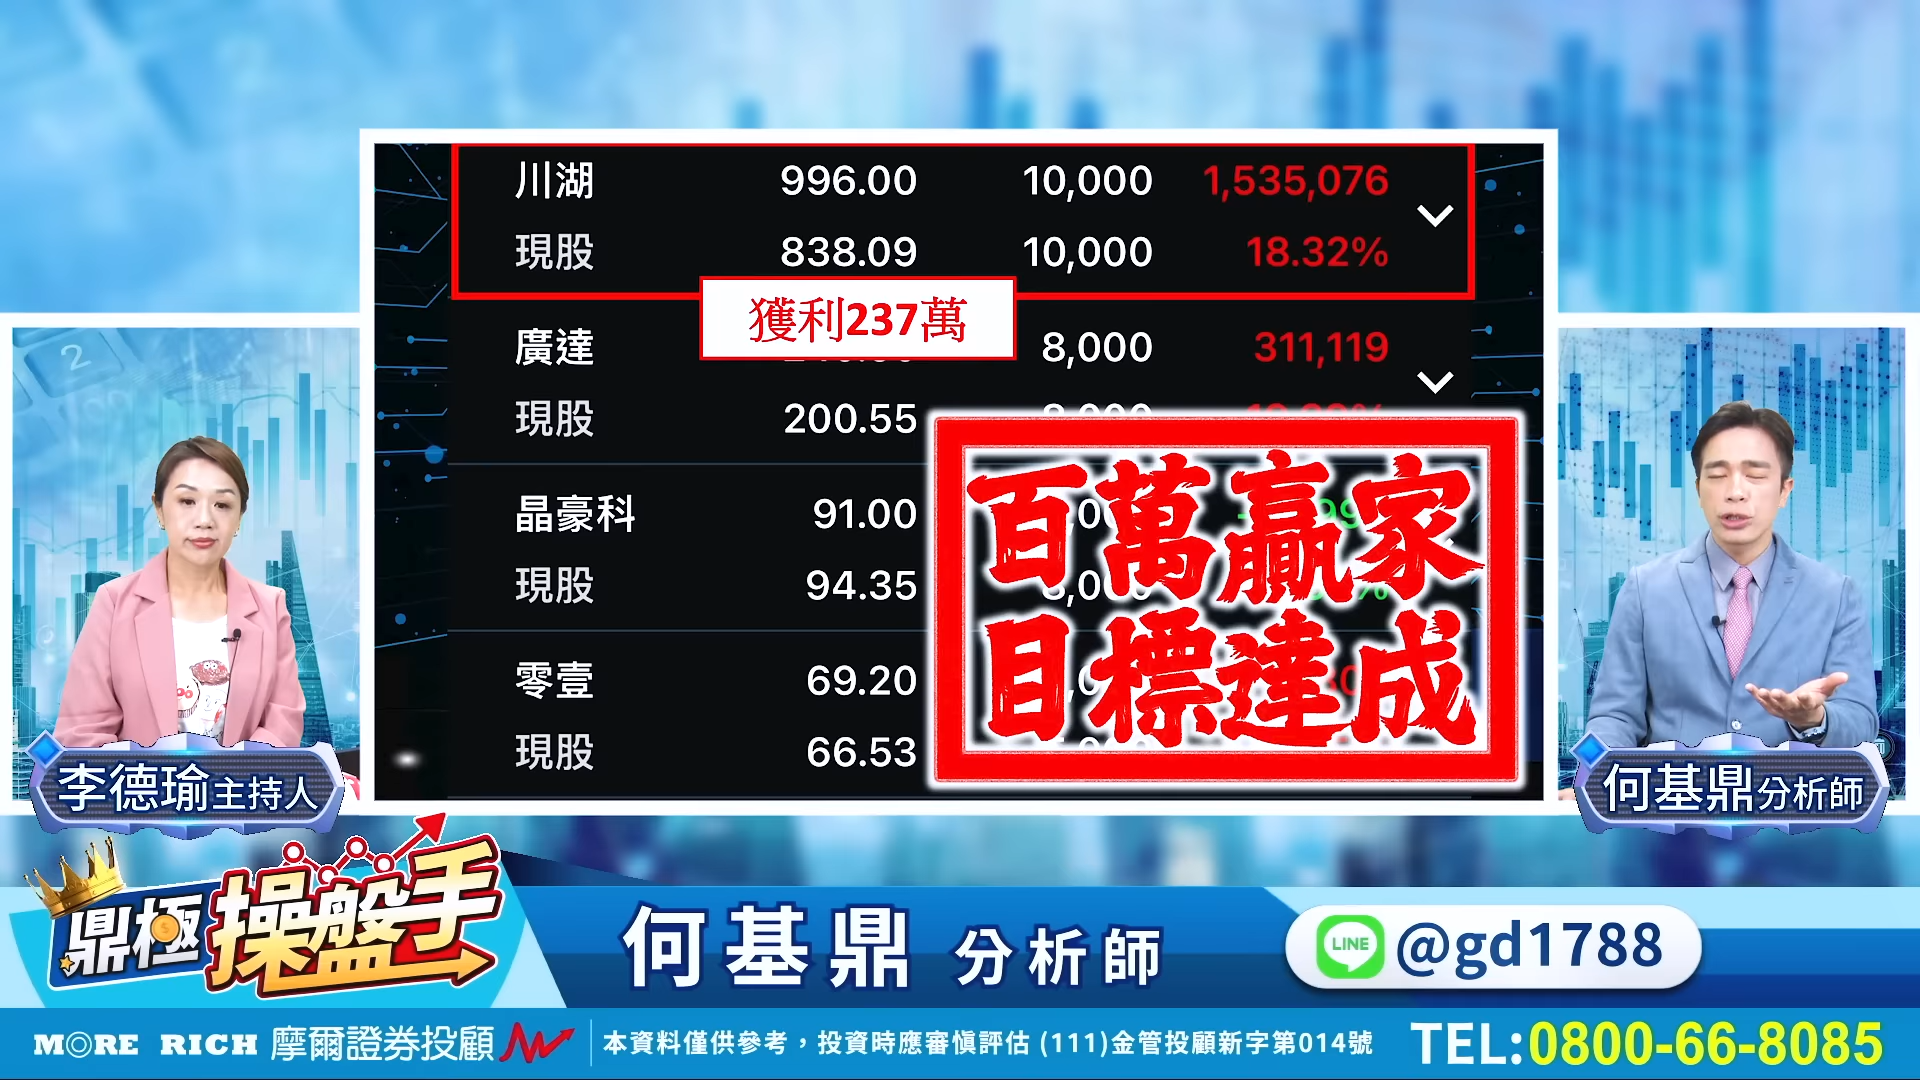 川湖 996.00 10,000 1,535,076
現股 838.09 10,000 18.32%
獲利237萬
廣達 8,000 311,119
現股 200.55
晶豪科 91.00
現股 94.35
零壹 69.20
現股 66.53
百萬贏家
目標達成
李德瑜主持人
何基鼎分析師
鼎極操盤手
何基鼎 分析師
LINE @gd1788
MORE RICH 摩爾證券投顧
本資料僅供參考，投資時應審慎評估 (111)金管投顧新字第014號
TEL:0800-66-8085